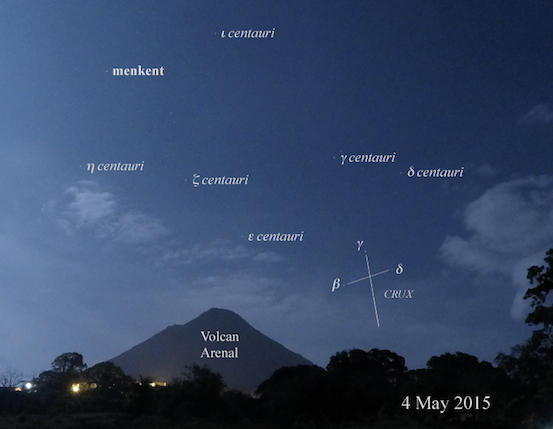 ι centauri
menkent
γ centauri
η centauri
δ centauri
ζ centauri
ε centauri
γ
δ
β
CRUX
Volcan
Arenal
4 May 2015